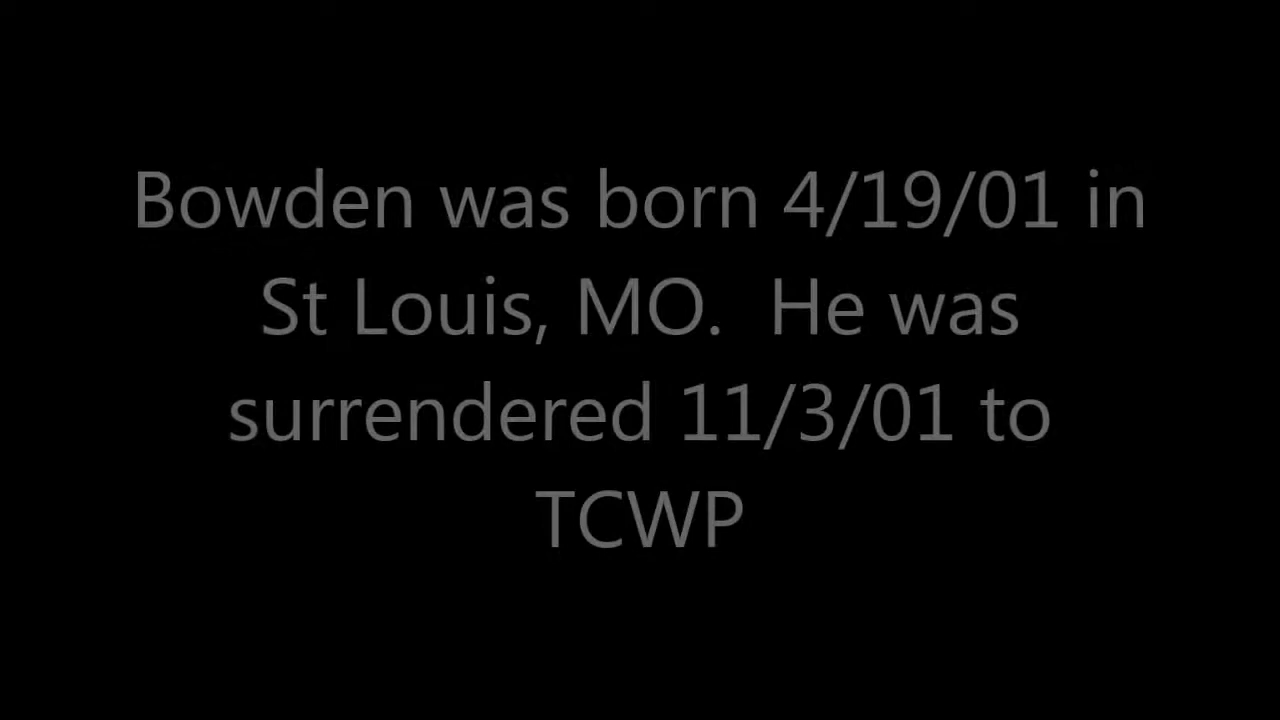 Bowden was born 4/19/01 in
St Louis, MO.  He was
surrendered 11/3/01 to
TCWP